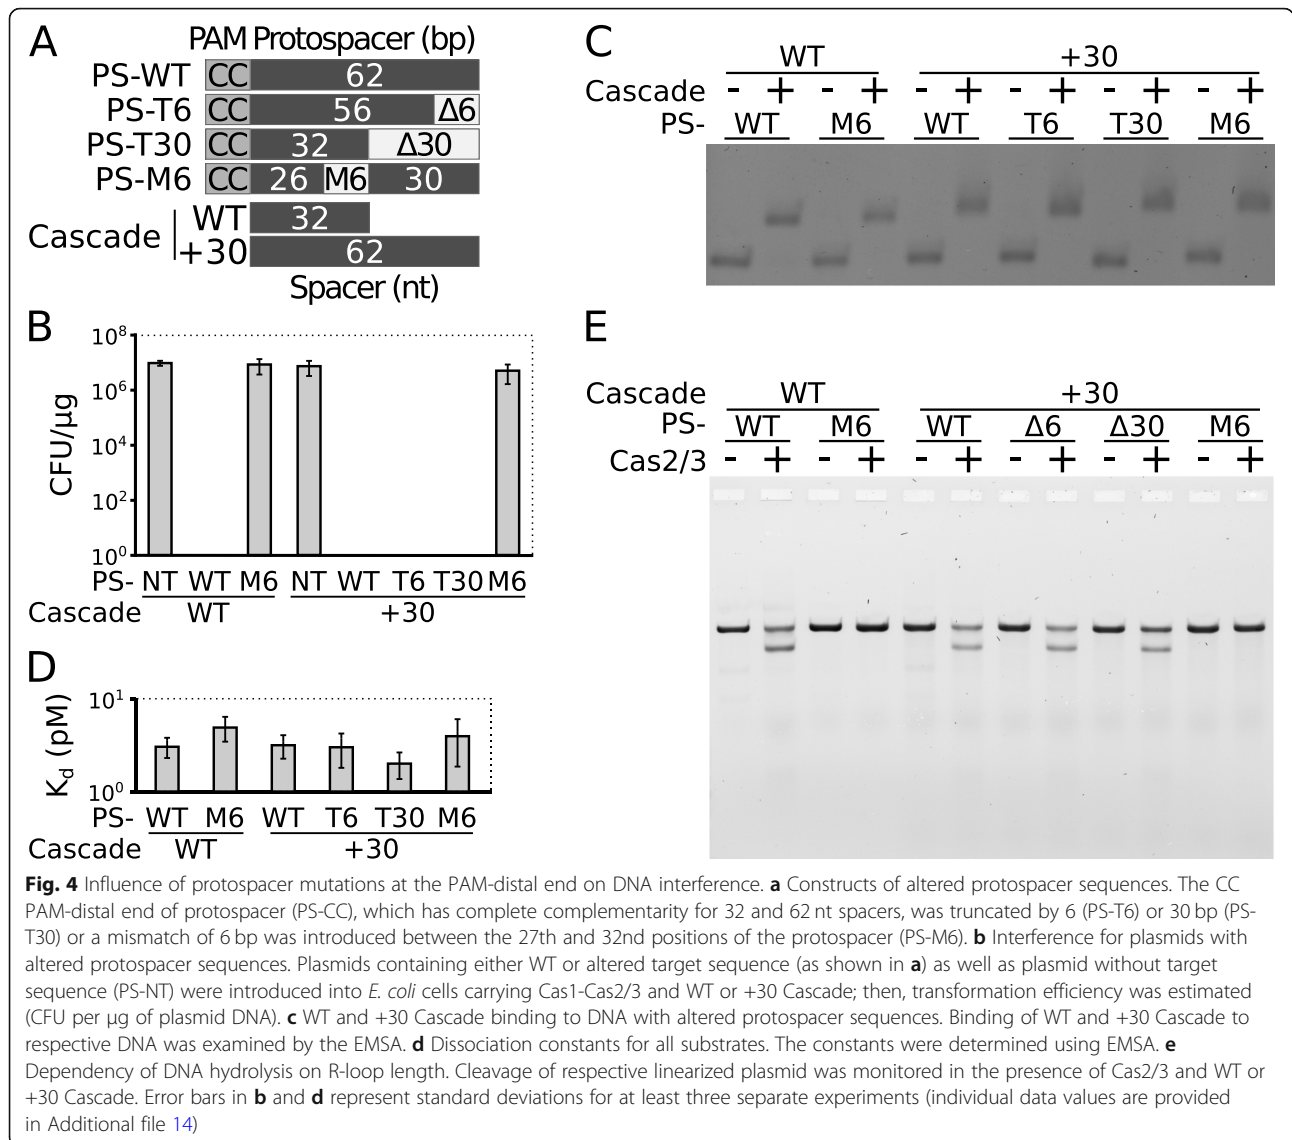 A
PAM Protospacer (bp)
PS-WT CC 62
PS-T6 CC 56 Δ6
PS-T30 CC 32 Δ30
PS-M6 CC 26 M6 30
Cascade
WT 32
+30 62
Spacer (nt)
B
CFU/µg
10⁸
10⁶
10⁴
10²
10⁰
PS- NT WT M6 NT WT T6 T30 M6
Cascade WT +30
D
Kd (pM)
10¹
10⁰
PS- WT M6 WT T6 T30 M6
Cascade WT +30
C
WT +30
Cascade - + - + - + - + - + - +
PS- WT M6 WT T6 T30 M6
E
Cascade WT +30
PS- WT M6 WT Δ6 Δ30 M6
Cas2/3 - + - + - + - + - + - +
Fig. 4 Influence of protospacer mutations at the PAM-distal end on DNA interference. a Constructs of altered protospacer sequences. The CC
PAM-distal end of protospacer (PS-CC), which has complete complementarity for 32 and 62 nt spacers, was truncated by 6 (PS-T6) or 30 bp (PS-
T30) or a mismatch of 6 bp was introduced between the 27th and 32nd positions of the protospacer (PS-M6). b Interference for plasmids with
altered protospacer sequences. Plasmids containing either WT or altered target sequence (as shown in a) as well as plasmid without target
sequence (PS-NT) were introduced into E. coli cells carrying Cas1-Cas2/3 and WT or +30 Cascade; then, transformation efficiency was estimated
(CFU per µg of plasmid DNA). c WT and +30 Cascade binding to DNA with altered protospacer sequences. Binding of WT and +30 Cascade to
respective DNA was examined by the EMSA. d Dissociation constants for all substrates. The constants were determined using EMSA. e
Dependency of DNA hydrolysis on R-loop length. Cleavage of respective linearized plasmid was monitored in the presence of Cas2/3 and WT or
+30 Cascade. Error bars in b and d represent standard deviations for at least three separate experiments (individual data values are provided
in Additional file 14)